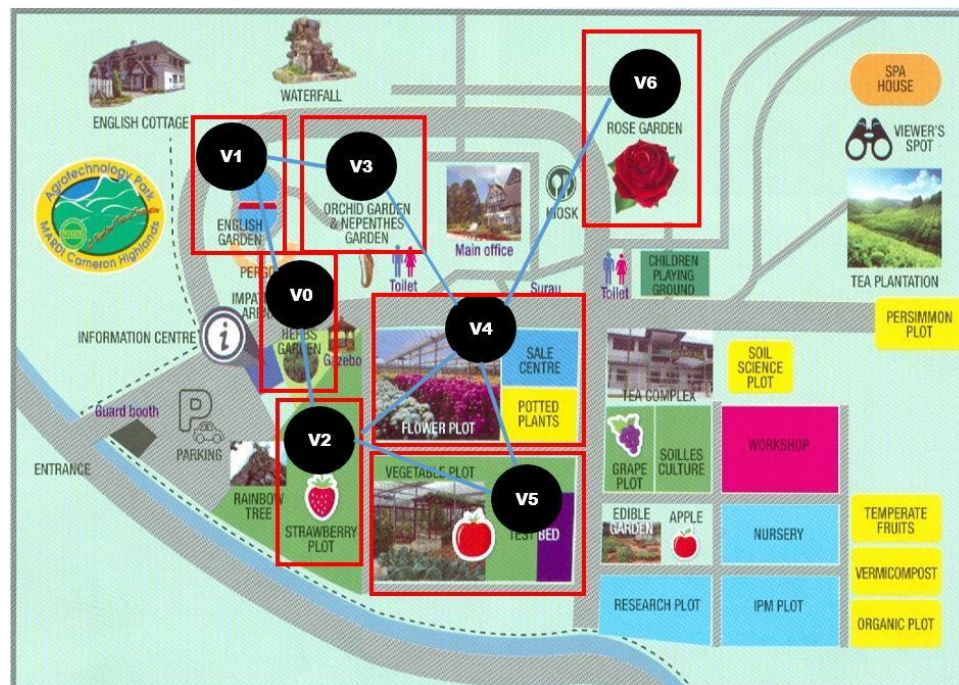 V6
SPA
HOUSE
ENGLISH COTTAGE
WATERFALL
ROSE GARDEN
VIEWER'S
SPOT
V1
V3
Agrotechnology Park
MARDI Cameron Highlands
ENGLISH
GARDEN
ORCHID GARDEN
& NEPENTHES
GARDEN
KIOSK
Main office
Toilet
Toilet
CHILDREN
PLAYING
GROUND
TEA PLANTATION
V0
Surau
INFORMATION CENTRE
HERBS
GARDEN
Gazebo
V4
SALE
CENTRE
PERSIMMON
PLOT
TEA COMPLEX
SOIL
SCIENCE
PLOT
Guard booth
P
PARKING
FLOWER PLOT
POTTED
PLANTS
V2
ENTRANCE
RAINBOW
TREE
STRAWBERRY
PLOT
VEGETABLE PLOT
V5
BED
GRAPE
PLOT
SOILLES
CULTURE
WORKSHOP
EDIBLE
GARDEN
APPLE
NURSERY
TEMPERATE
FRUITS
VERMICOMPOST
RESEARCH PLOT
IPM PLOT
ORGANIC PLOT